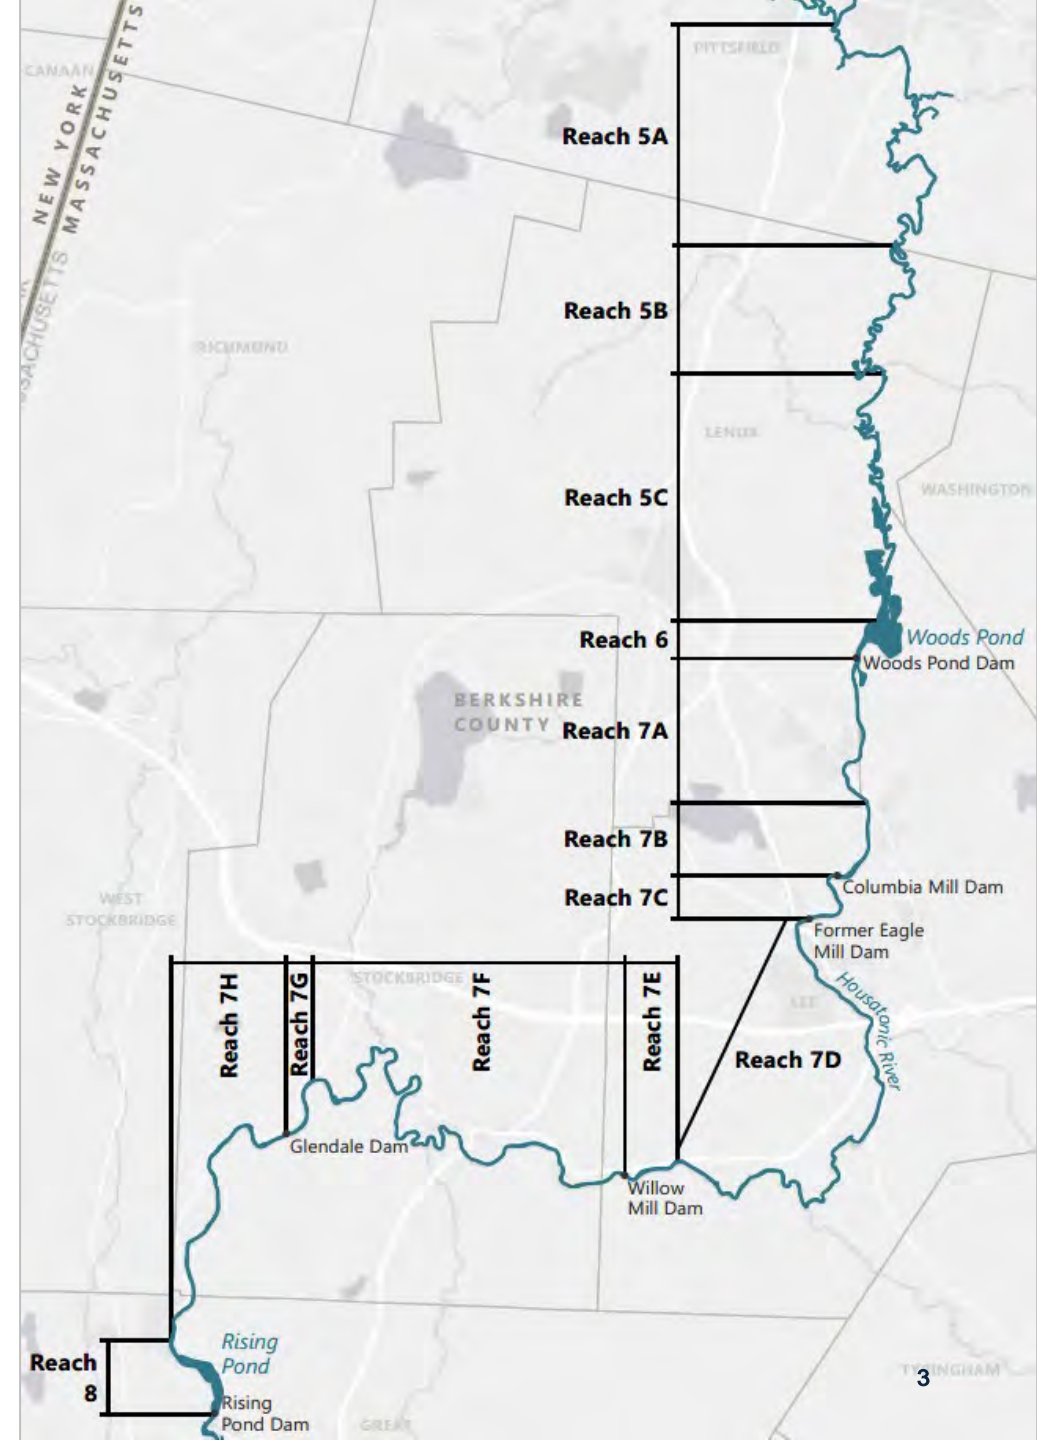 PITTSFIELD
CANAAN
NEW YORK
MASSACHUSETTS
Reach 5A
SACHUSETTS
Reach 5B
RICHMOND
LENOX
Reach 5C
WASHINGTON
Reach 6
Woods Pond
Woods Pond Dam
BERKSHIRE
COUNTY
Reach 7A
Reach 7B
Columbia Mill Dam
Reach 7C
WEST
STOCKBRIDGE
Former Eagle
Mill Dam
STOCKBRIDGE
Reach 7H
Reach 7G
Reach 7F
Reach 7E
LEE
Housatonic River
Reach 7D
Glendale Dam
Willow
Mill Dam
Rising
Pond
Reach
8
TYRINGHAM
3
Rising
Pond Dam
GREAT